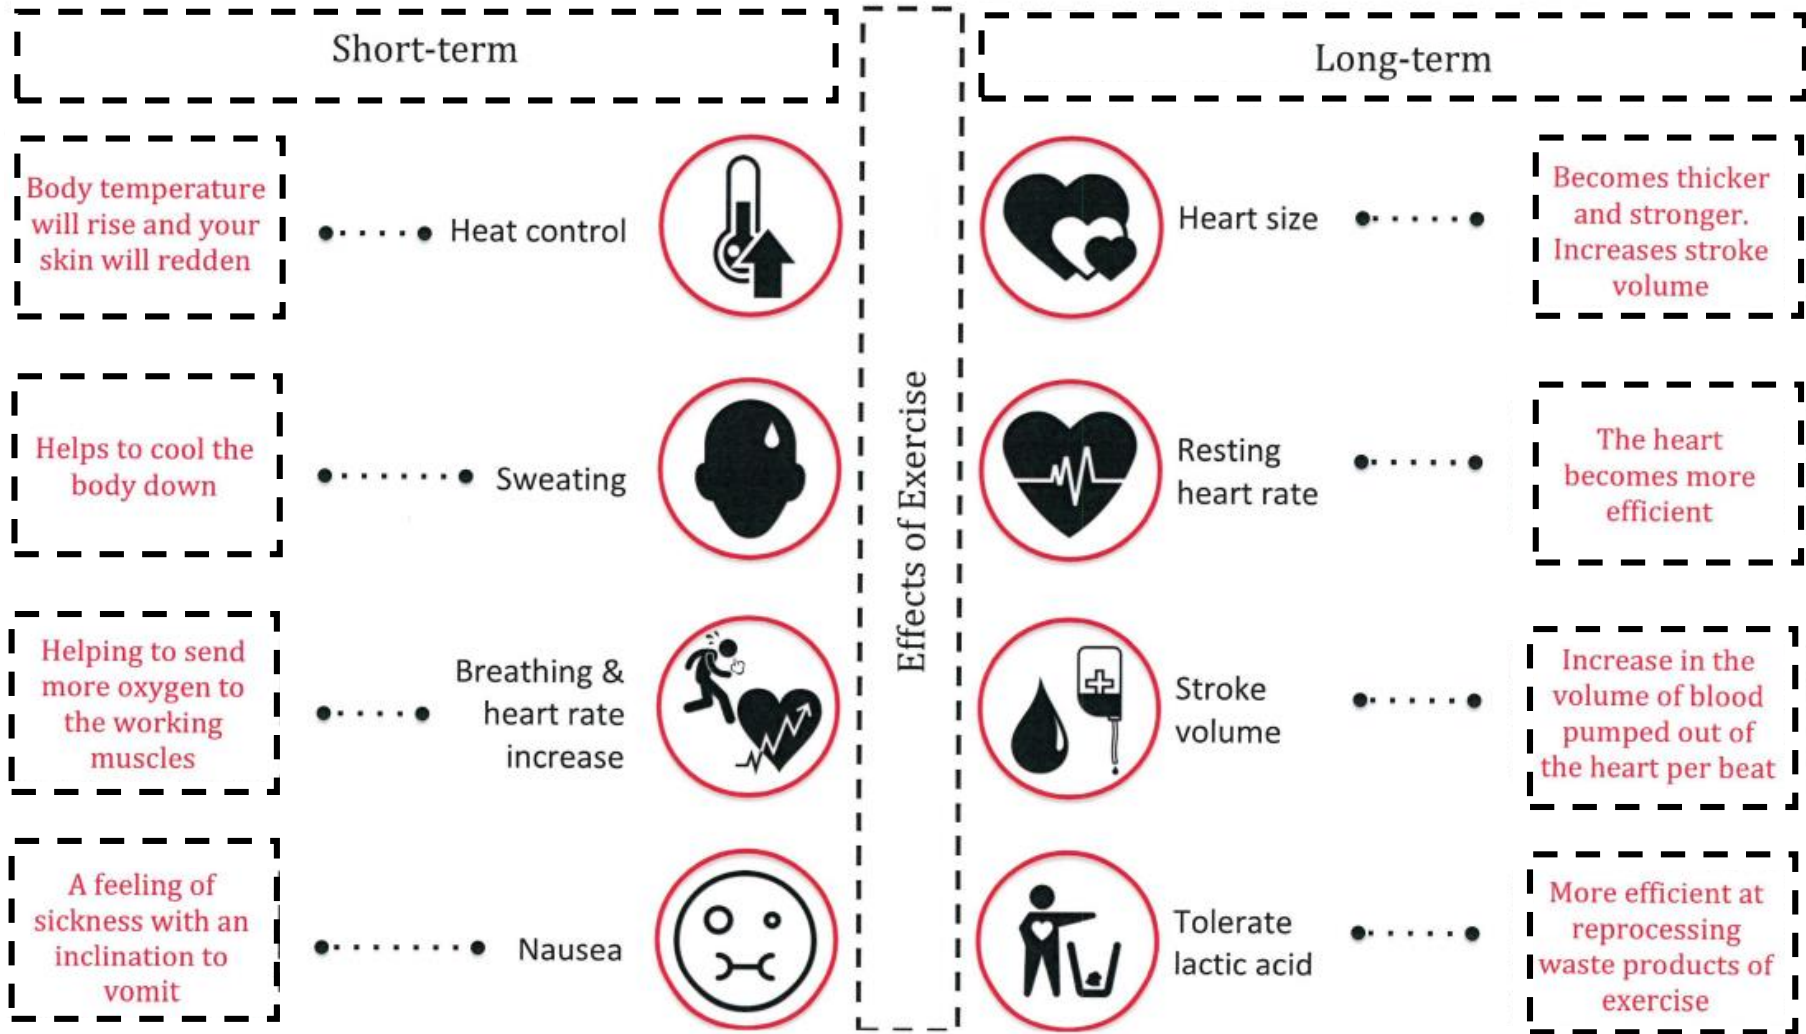 Short-term
Body temperature
will rise and your
skin will redden
Heat control
Helps to cool the
body down
Sweating
Helping to send
more oxygen to
the working
muscles
Breathing &
heart rate
increase
A feeling of
sickness with an
inclination to
vomit
Nausea
Effects of Exercise
Long-term
Heart size
Becomes thicker
and stronger.
Increases stroke
volume
Resting
heart rate
The heart
becomes more
efficient
Stroke
volume
Increase in the
volume of blood
pumped out of
the heart per beat
Tolerate
lactic acid
More efficient at
reprocessing
waste products of
exercise